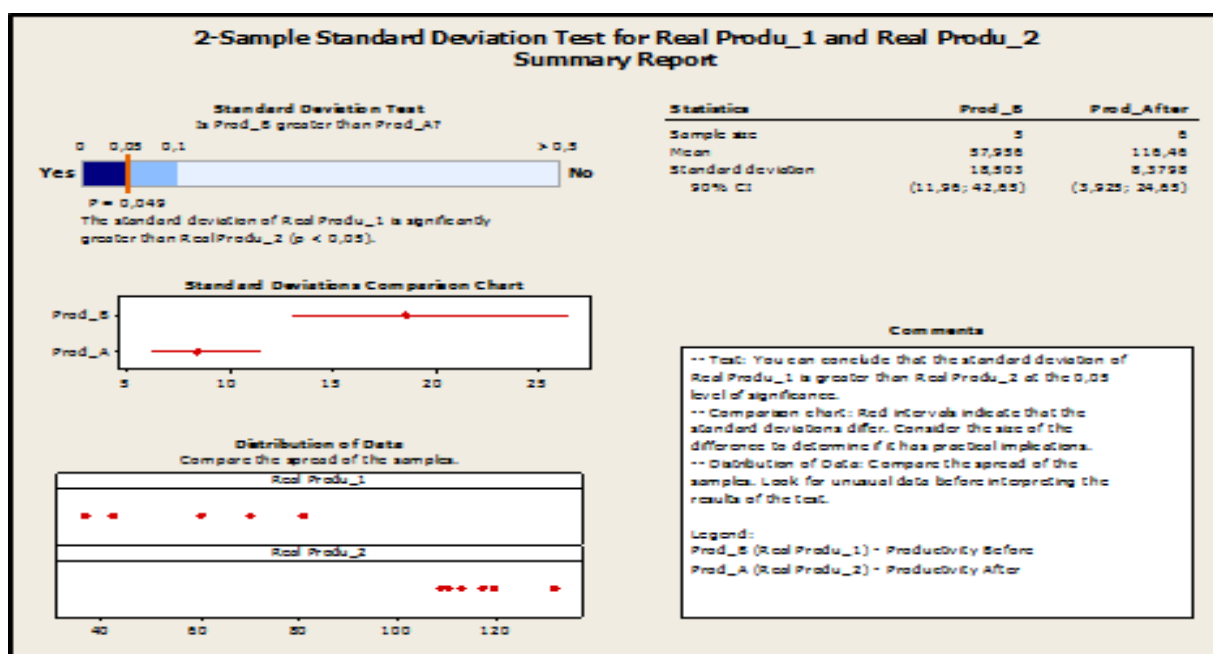 2-Sample Standard Deviation Test for Real Produ_1 and Real Produ_2
Summary Report
Standard Deviation Test
Is Prod_B greater than Prod_A?
0 0,05 0,1 > 0,5
Yes No
P = 0,049
The standard deviation of Real Produ_1 is significantly
greater than Real Produ_2 (p < 0,05).
Statistics Prod_B Prod_After
Sample size 5 6
Mean 57,956 116,46
Standard deviation 18,503 8,3798
90% CI (11,96; 42,65) (3,925; 24,65)
Standard Deviations Comparison Chart
Prod_B
Prod_A
5 10 15 20 25
Distribution of Data
Compare the spread of the samples.
Real Produ_1
Real Produ_2
40 60 80 100 120
Comments
-- Test: You can conclude that the standard deviation of
Real Produ_1 is greater than Real Produ_2 at the 0,05
level of significance.
-- Comparison chart: Red intervals indicate that the
standard deviations differ. Consider the size of the
difference to determine if it has practical implications.
-- Distribution of Data: Compare the spread of the
samples. Look for unusual data before interpreting the
results of the test.
Legend:
Prod_B (Real Produ_1) - Productivity Before
Prod_A (Real Produ_2) - Productivity After